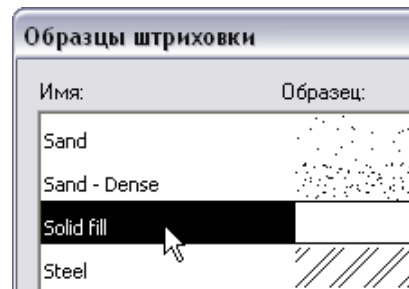 Образцы штриховки
Имя: Образец:
Sand
Sand - Dense
Solid fill
Steel